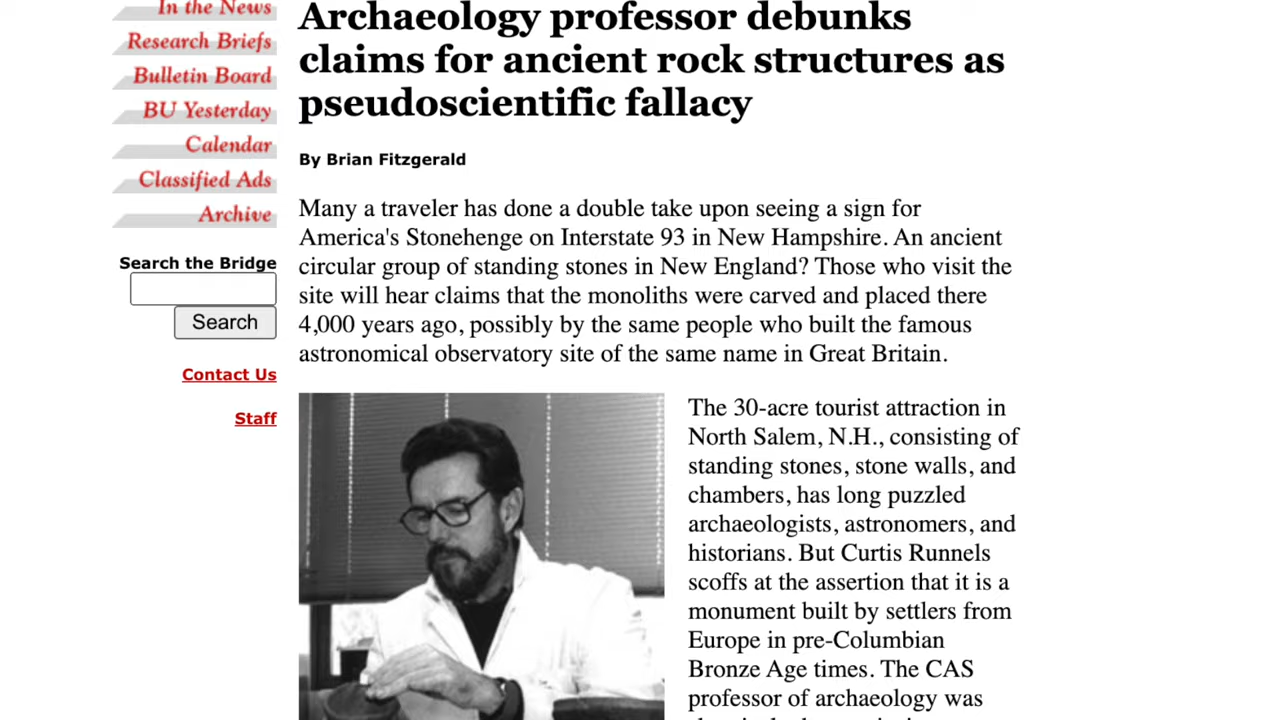 In the News
Research Briefs
Bulletin Board
BU Yesterday
Calendar
Classified Ads
Archive
Search the Bridge
Search
Contact Us
Staff
Archaeology professor debunks
claims for ancient rock structures as
pseudoscientific fallacy
By Brian Fitzgerald
Many a traveler has done a double take upon seeing a sign for
America's Stonehenge on Interstate 93 in New Hampshire. An ancient
circular group of standing stones in New England? Those who visit the
site will hear claims that the monoliths were carved and placed there
4,000 years ago, possibly by the same people who built the famous
astronomical observatory site of the same name in Great Britain.
The 30-acre tourist attraction in
North Salem, N.H., consisting of
standing stones, stone walls, and
chambers, has long puzzled
archaeologists, astronomers, and
historians. But Curtis Runnels
scoffs at the assertion that it is a
monument built by settlers from
Europe in pre-Columbian
Bronze Age times. The CAS
professor of archaeology was